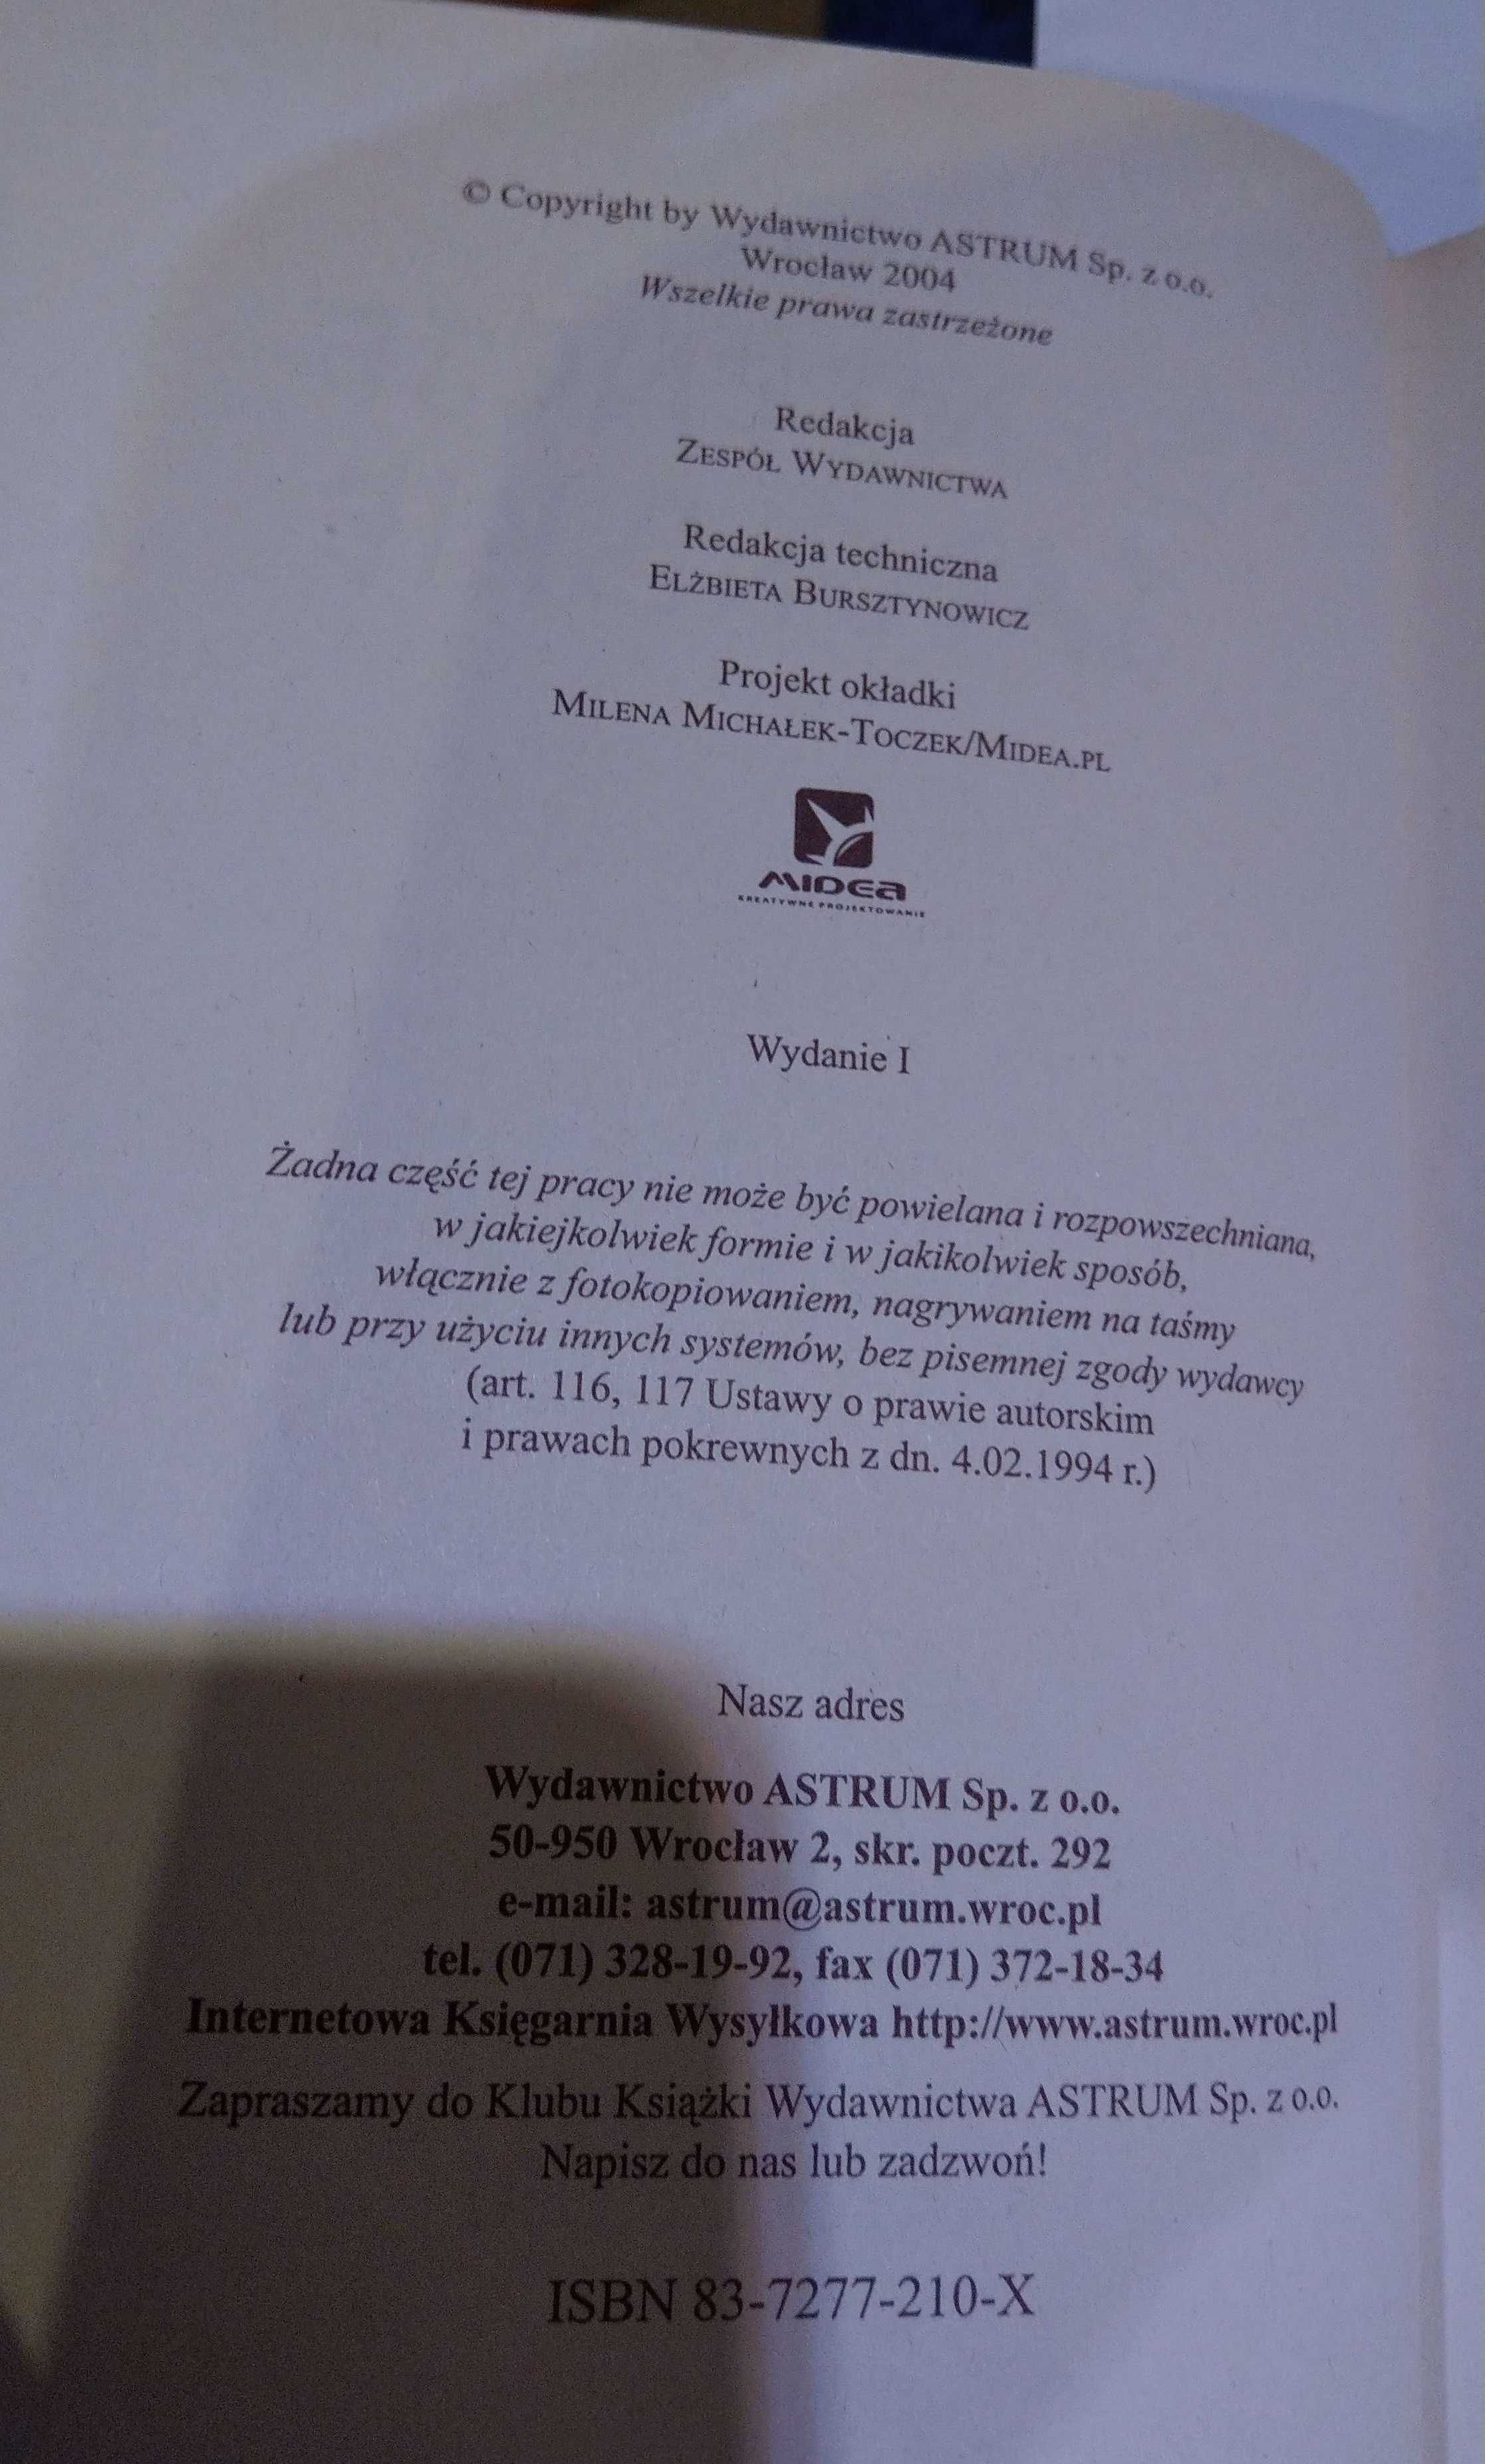 © Copyright by Wydawnictwo ASTRUM Sp. z o.o.
Wrocław 2004
Wszelkie prawa zastrzeżone
Redakcja
ZESPÓŁ WYDAWNICTWA
Redakcja techniczna
ELŻBIETA BURSZTYNOWICZ
Projekt okładki
MILENA MICHAŁEK-TOCZEK/MIDEA.PL
MIDEA
KREATYWNE PROJEKTOWANIE
Wydanie I
Żadna część tej pracy nie może być powielana i rozpowszechniana,
w jakiejkolwiek formie i w jakikolwiek sposób,
włącznie z fotokopiowaniem, nagrywaniem na taśmy
lub przy użyciu innych systemów, bez pisemnej zgody wydawcy
(art. 116, 117 Ustawy o prawie autorskim
i prawach pokrewnych z dn. 4.02.1994 r.)
Nasz adres
Wydawnictwo ASTRUM Sp. z o.o.
50-950 Wrocław 2, skr. poczt. 292
e-mail: astrum@astrum.wroc.pl
tel. (071) 328-19-92, fax (071) 372-18-34
Internetowa Księgarnia Wysyłkowa http://www.astrum.wroc.pl
Zapraszamy do Klubu Książki Wydawnictwa ASTRUM Sp. z o.o.
Napisz do nas lub zadzwoń!
ISBN 83-7277-210-X